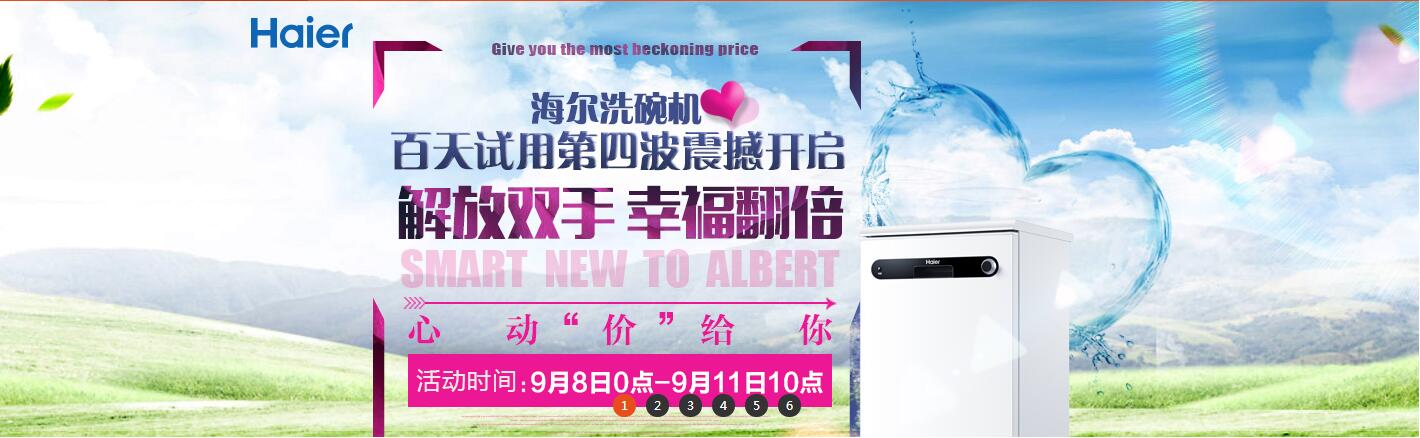 Haier
Give you the most beckoning price
海尔洗碗机
百天试用第四波震撼开启
解放双手 幸福翻倍
SMART NEW TO ALBERT
心动“价”给你
活动时间:9月8日0点-9月11日10点
1 2 3 4 5 6
Haier